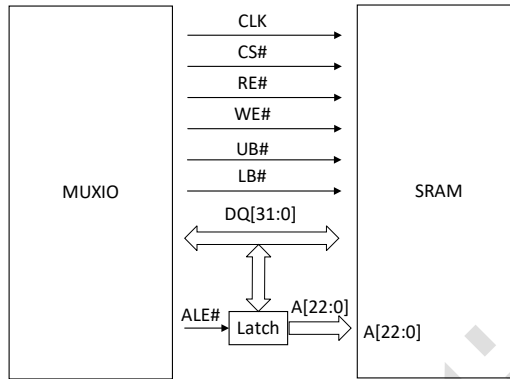 CLK
CS#
RE#
WE#
UB#
LB#
MUXIO
SRAM
DQ[31:0]
ALE#
Latch
A[22:0]
A[22:0]